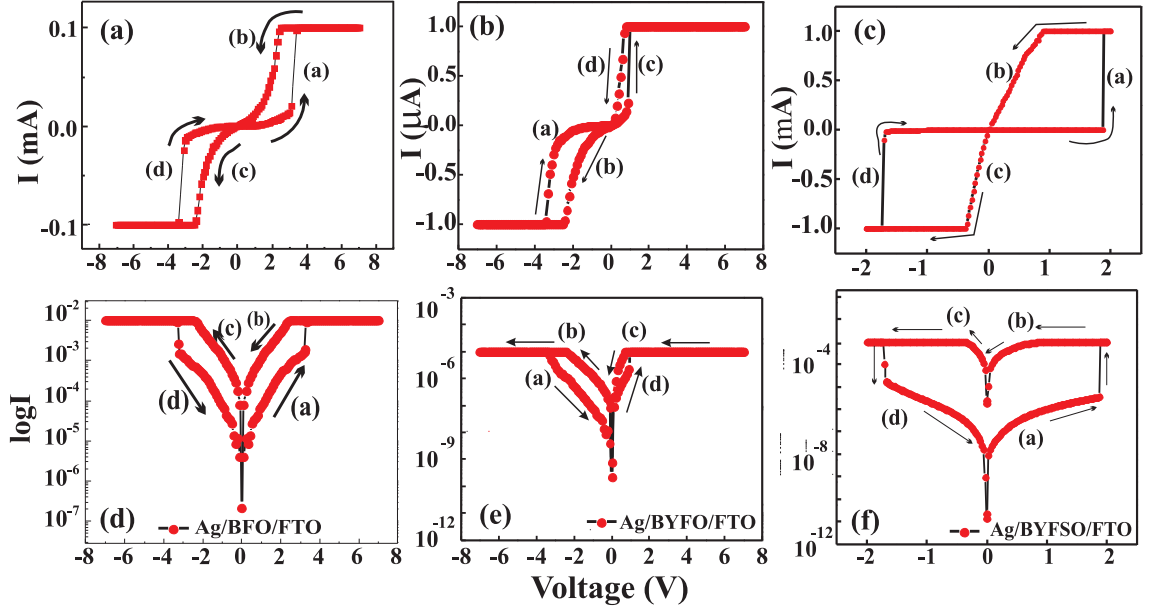 (a)
(b)
(a)
(d)
(c)
I (mA)
0.1
0.0
-0.1
-8 -6 -4 -2 0 2 4 6 8
(b)
(d)
(c)
(a)
(b)
I (μA)
1.0
0.5
0.0
-0.5
-1.0
-8 -6 -4 -2 0 2 4 6 8
(c)
(b)
(a)
(d)
(c)
I (mA)
1.0
0.5
0.0
-0.5
-1.0
-2 -1 0 1 2
logI
10-2
10-3
10-4
10-5
10-6
10-7
(c)
(b)
(d)
(a)
(d)
Ag/BFO/FTO
-8 -6 -4 -2 0 2 4 6 8
10-3
10-6
10-9
10-12
(b)
(c)
(a)
(d)
(e)
Ag/BYFO/FTO
-8 -6 -4 -2 0 2 4 6 8
10-4
10-8
10-12
(c)
(b)
(d)
(a)
(f)
Ag/BYFSO/FTO
-2 -1 0 1 2
Voltage (V)